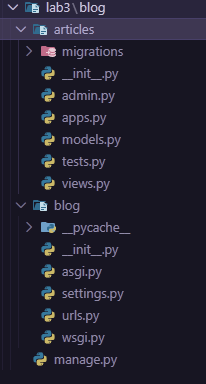 lab3\blog
articles
migrations
__init__.py
admin.py
apps.py
models.py
tests.py
views.py
blog
__pycache__
__init__.py
asgi.py
settings.py
urls.py
wsgi.py
manage.py